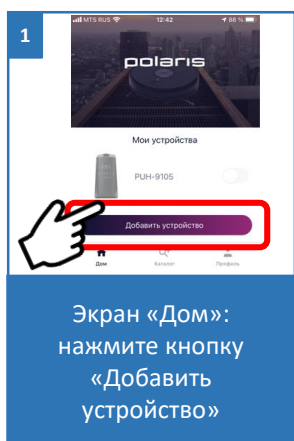 1
MTS RUS 12:42 88 %
polaris
Мои устройства
PUH-9105
Добавить устройство
Дом Каталог Профиль
Экран «Дом»:
нажмите кнопку
«Добавить
устройство»